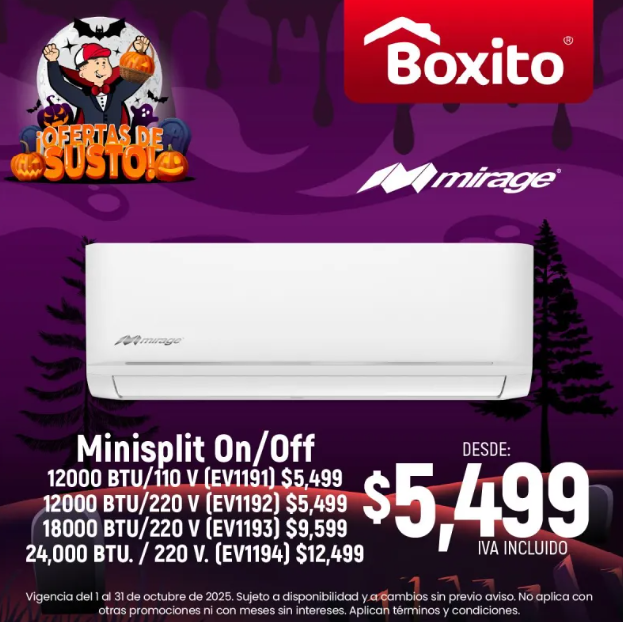 ¡OFERTAS DE
SUSTO!
Boxito®
mirage®
mirage
Minisplit On/Off
12000 BTU/110 V (EV1191) $5,499
12000 BTU/220 V (EV1192) $5,499
18000 BTU/220 V (EV1193) $9,599
24,000 BTU. / 220 V. (EV1194) $12,499
DESDE:
$5,499
IVA INCLUIDO
Vigencia del 1 al 31 de octubre de 2025. Sujeto a disponibilidad y a cambios sin previo aviso. No aplica con
otras promociones ni con meses sin intereses. Aplican términos y condiciones.